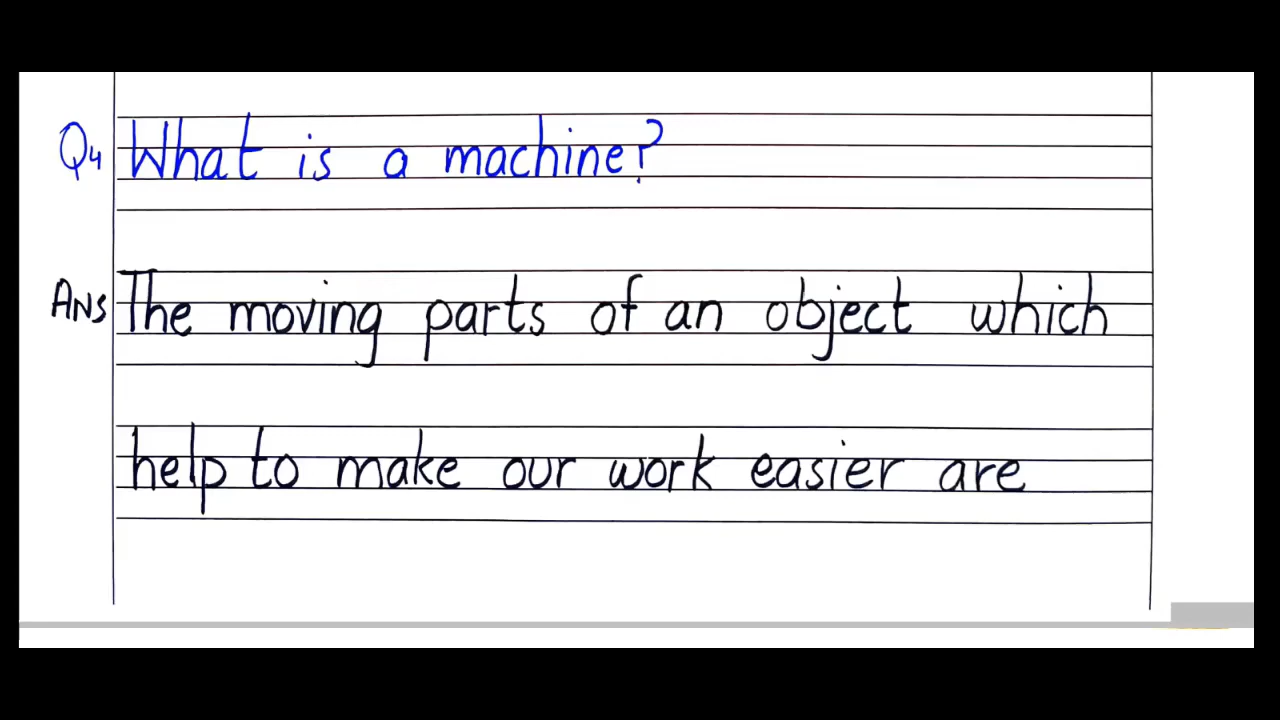 Q4 What is a machine?
Ans The moving parts of an object which
help to make our work easier are